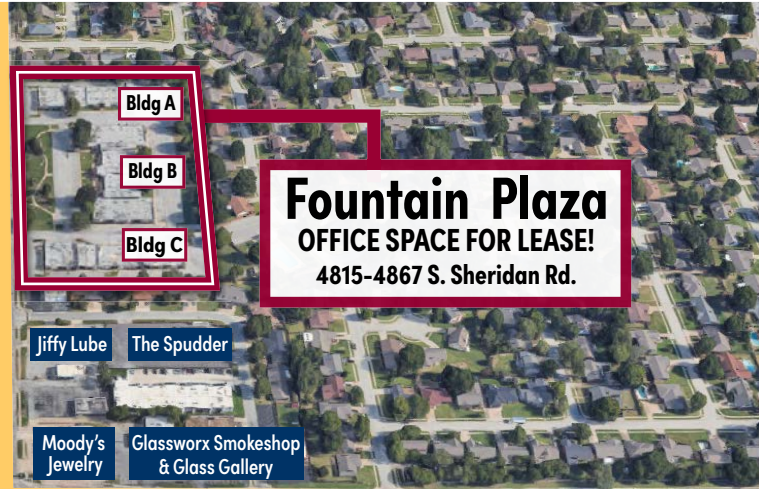 Bldg A
Bldg B
Bldg C
Fountain Plaza
OFFICE SPACE FOR LEASE!
4815-4867 S. Sheridan Rd.
Jiffy Lube
The Spudder
Moody's
Jewelry
Glassworx Smokeshop
& Glass Gallery